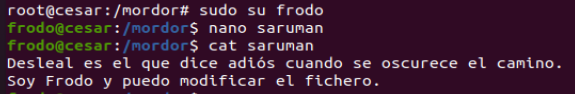 root@cesar:/mordor# sudo su frodo
frodo@cesar:/mordor$ nano saruman
frodo@cesar:/mordor$ cat saruman
Desleal es el que dice adiós cuando se oscurece el camino.
Soy Frodo y puedo modificar el fichero.